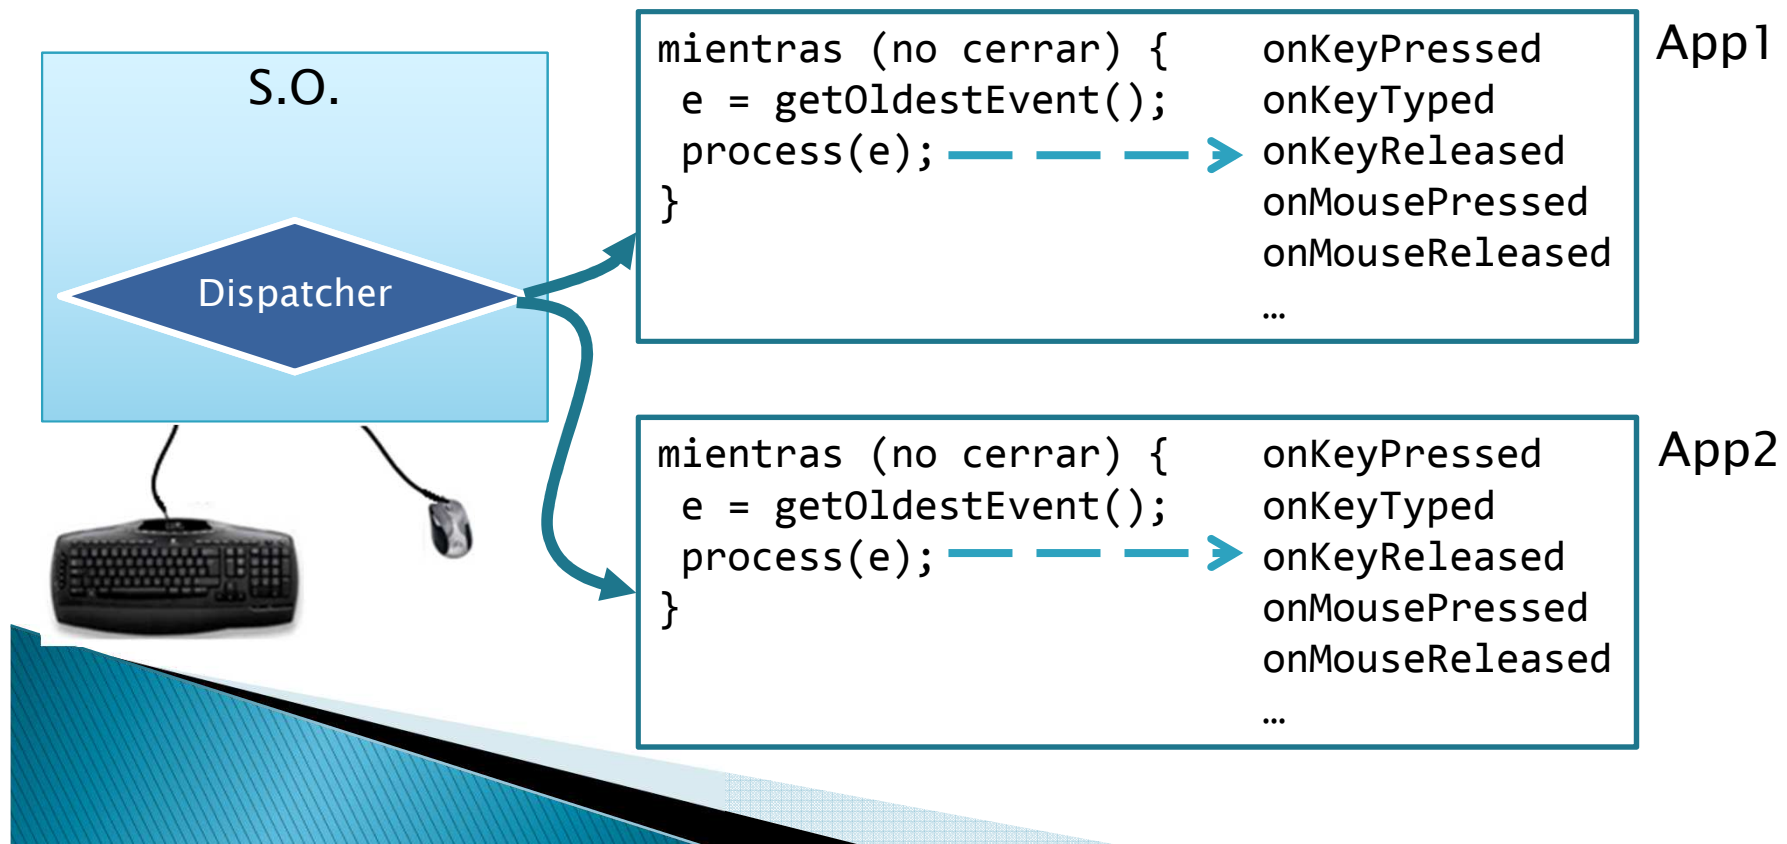 S.O.
Dispatcher
mientras (no cerrar) {
 e = getOldestEvent();
 process(e);
}
onKeyPressed
onKeyTyped
onKeyReleased
onMousePressed
onMouseReleased
…
App1
mientras (no cerrar) {
 e = getOldestEvent();
 process(e);
}
onKeyPressed
onKeyTyped
onKeyReleased
onMousePressed
onMouseReleased
…
App2